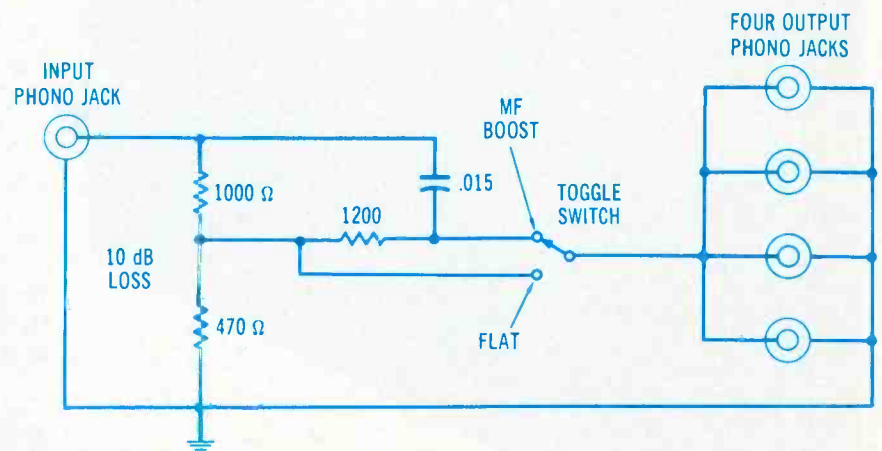 FOUR OUTPUT
PHONO JACKS
INPUT
PHONO JACK
MF
BOOST
1000 Ω
.015
TOGGLE
SWITCH
1200
10 dB
LOSS
470 Ω
FLAT